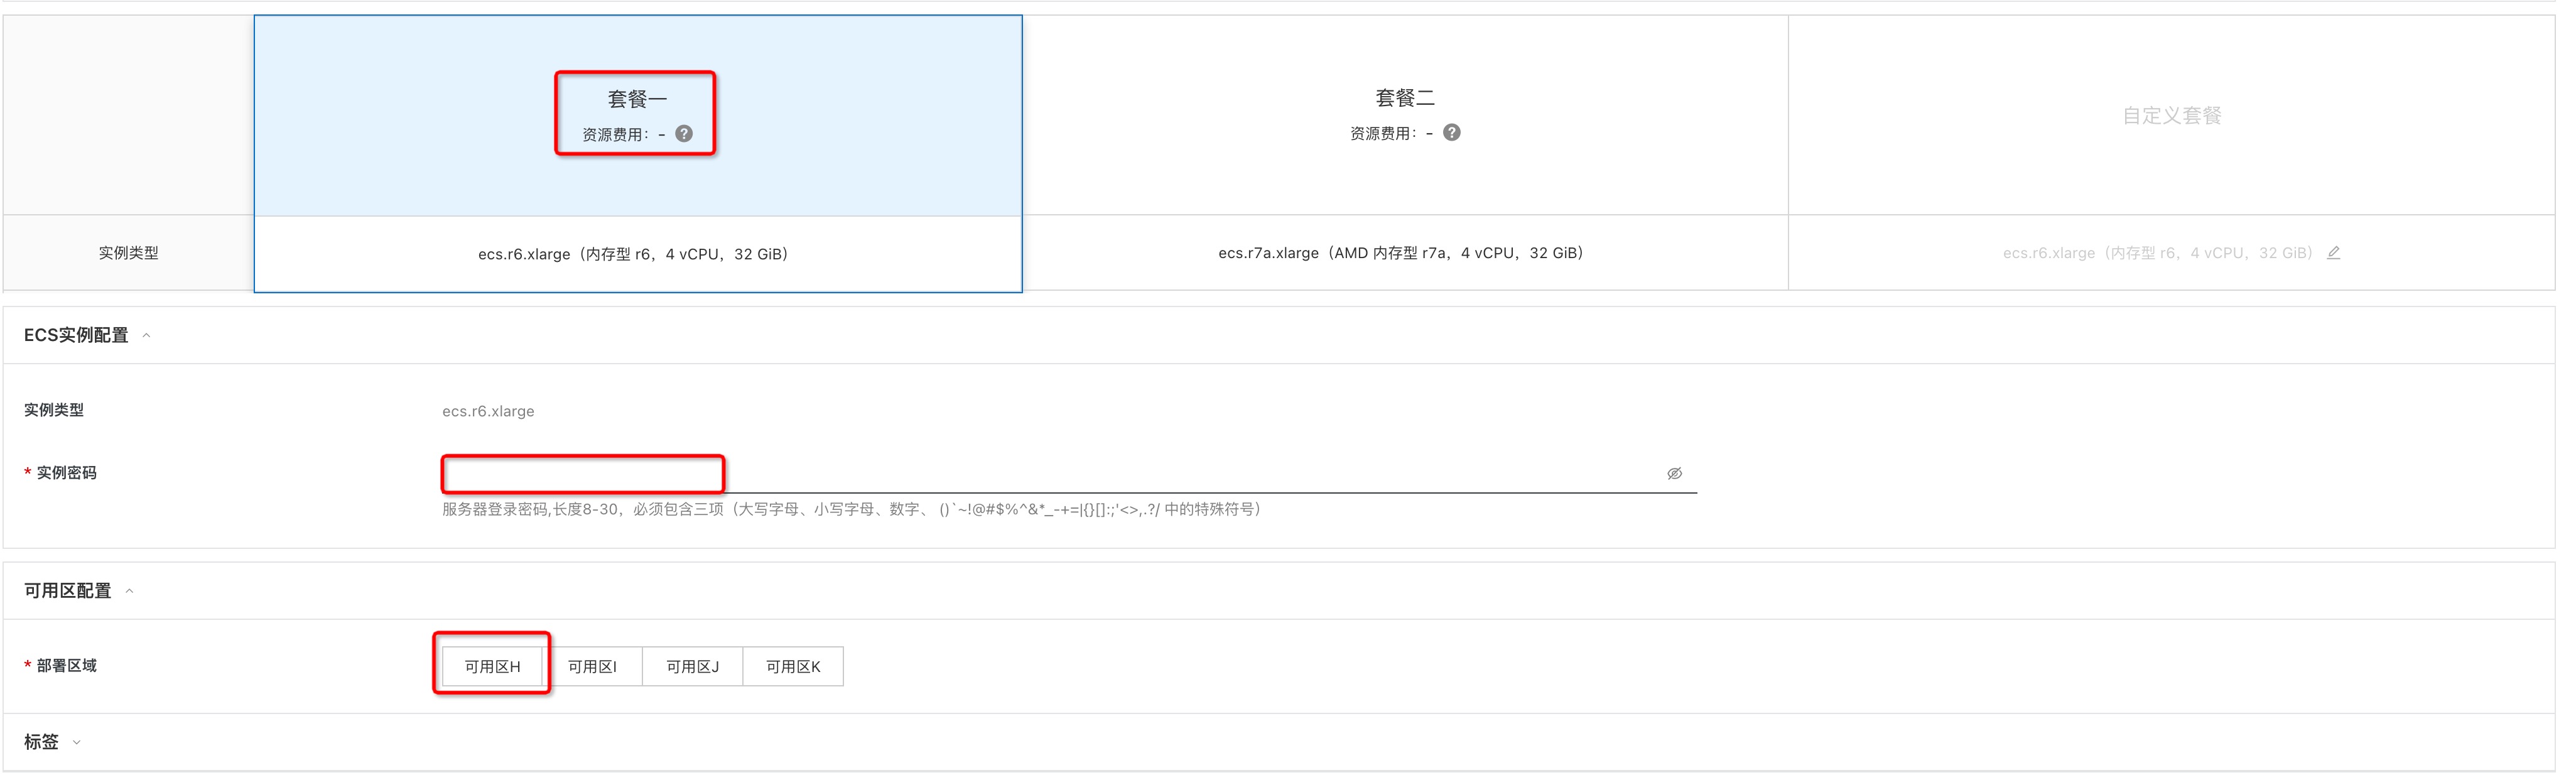 套餐一
资源费用：- ?
套餐二
资源费用：- ?
自定义套餐
实例类型
ecs.r6.xlarge（内存型 r6，4 vCPU，32 GiB）
ecs.r7a.xlarge（AMD 内存型 r7a，4 vCPU，32 GiB）
ecs.r6.xlarge（内存型 r6，4 vCPU，32 GiB）
ECS实例配置
实例类型
ecs.r6.xlarge
* 实例密码
服务器登录密码,长度8-30，必须包含三项（大写字母、小写字母、数字、 ()`~!@#$%^&*_-+=|{}[]:;'<>,.?/ 中的特殊符号）
可用区配置
* 部署区域
可用区H 可用区I 可用区J 可用区K
标签